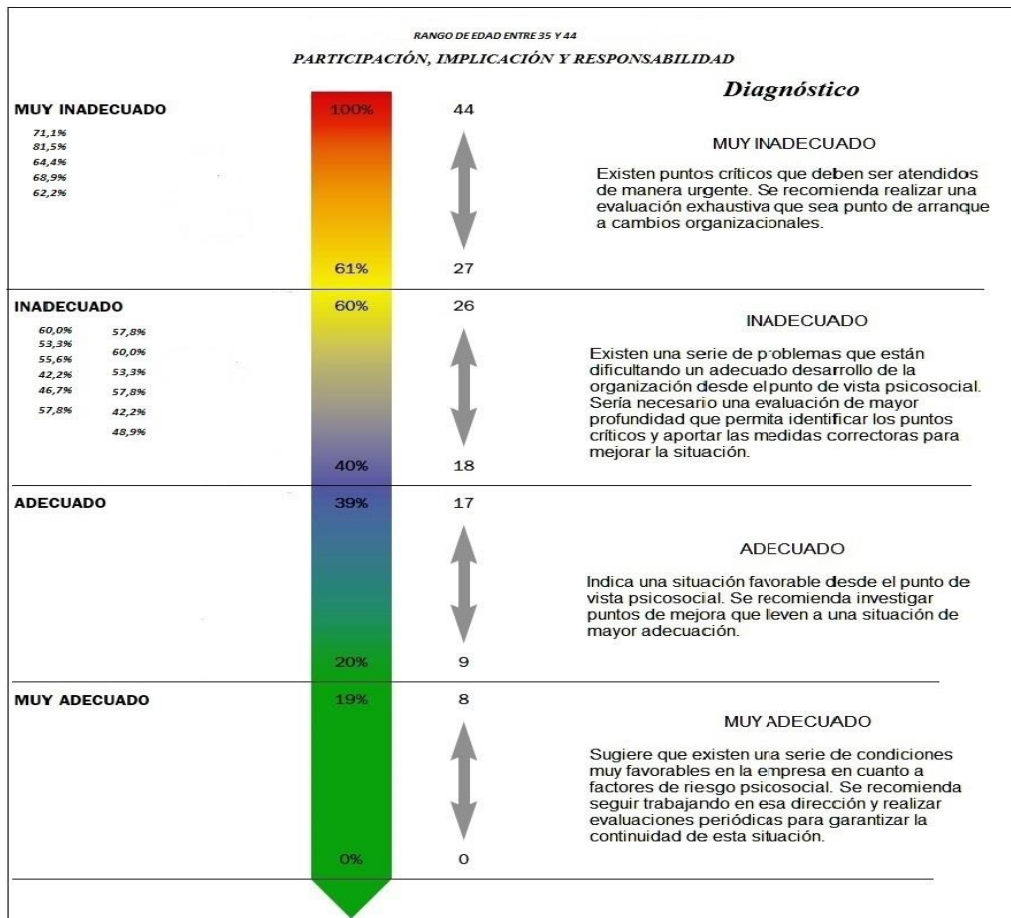 RANGO DE EDAD ENTRE 35 Y 44
PARTICIPACIÓN, IMPLICACIÓN Y RESPONSABILIDAD
Diagnóstico
MUY INADECUADO
100%
44
71,1%
81,5%
64,4%
68,9%
62,2%
MUY INADECUADO
Existen puntos críticos que deben ser atendidos
de manera urgente. Se recomienda realizar una
evaluación exhaustiva que sea punto de arranque
a cambios organizacionales.
61%
27
INADECUADO
60%
26
60,0%
53,3%
55,6%
42,2%
46,7%
57,8%
57,8%
60,0%
53,3%
57,8%
42,2%
48,9%
INADECUADO
Existen una serie de problemas que están
dificultando un adecuado desarrollo de la
organización desde el punto de vista psicosocial.
Sería necesario una evaluación de mayor
profundidad que permita identificar los puntos
críticos y aportar las medidas correctoras para
mejorar la situación.
40%
18
ADECUADO
39%
17
ADECUADO
Indica una situación favorable desde el punto de
vista psicosocial. Se recomienda investigar
puntos de mejora que leven a una situación de
mayor adecuación.
20%
9
MUY ADECUADO
19%
8
MUY ADECUADO
Sugiere que existen una serie de condiciones
muy favorables en la empresa en cuanto a
factores de riesgo psicosocial. Se recomienda
seguir trabajando en esa dirección y realizar
evaluaciones periódicas para garantizar la
continuidad de esta situación.
0%
0